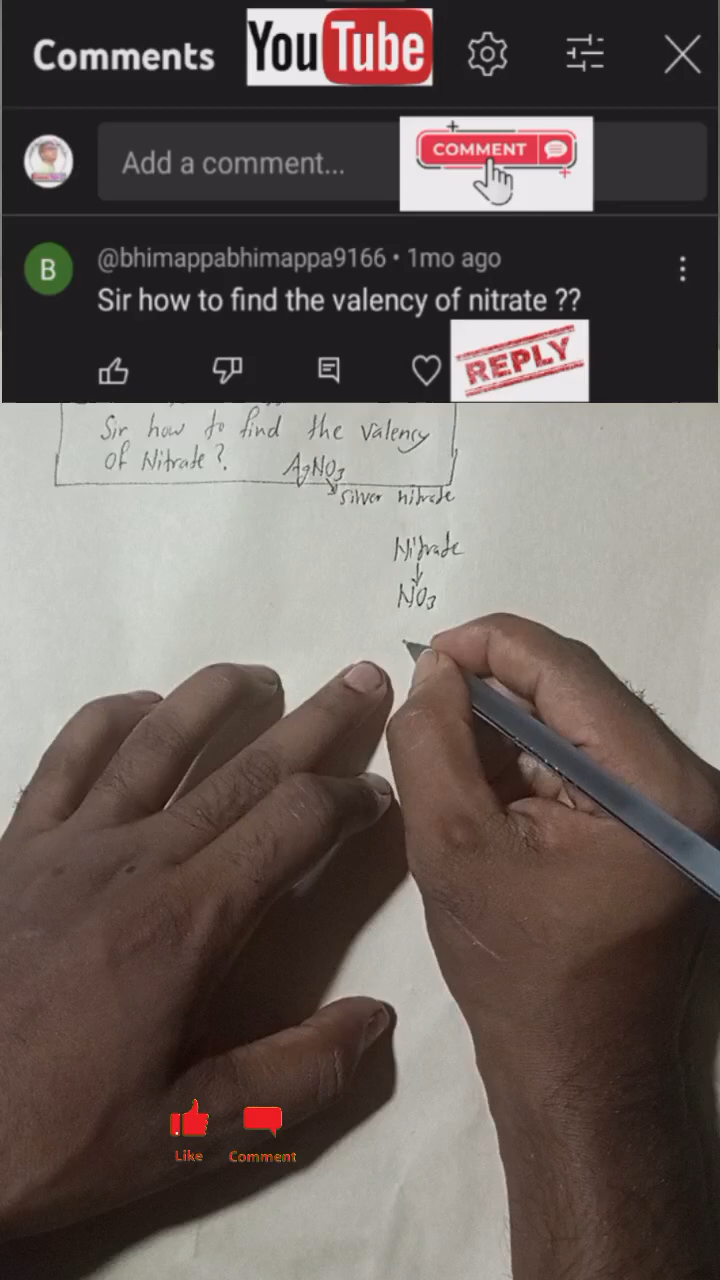 Comments YouTube
Add a comment... COMMENT
B @bhimappabhimappa9166 • 1mo ago
Sir how to find the valency of nitrate ??
REPLY
Sir how to find the valency
of Nitrate?. AgNO₃
Silver nitrate
Nitrate
NO₃
Like Comment